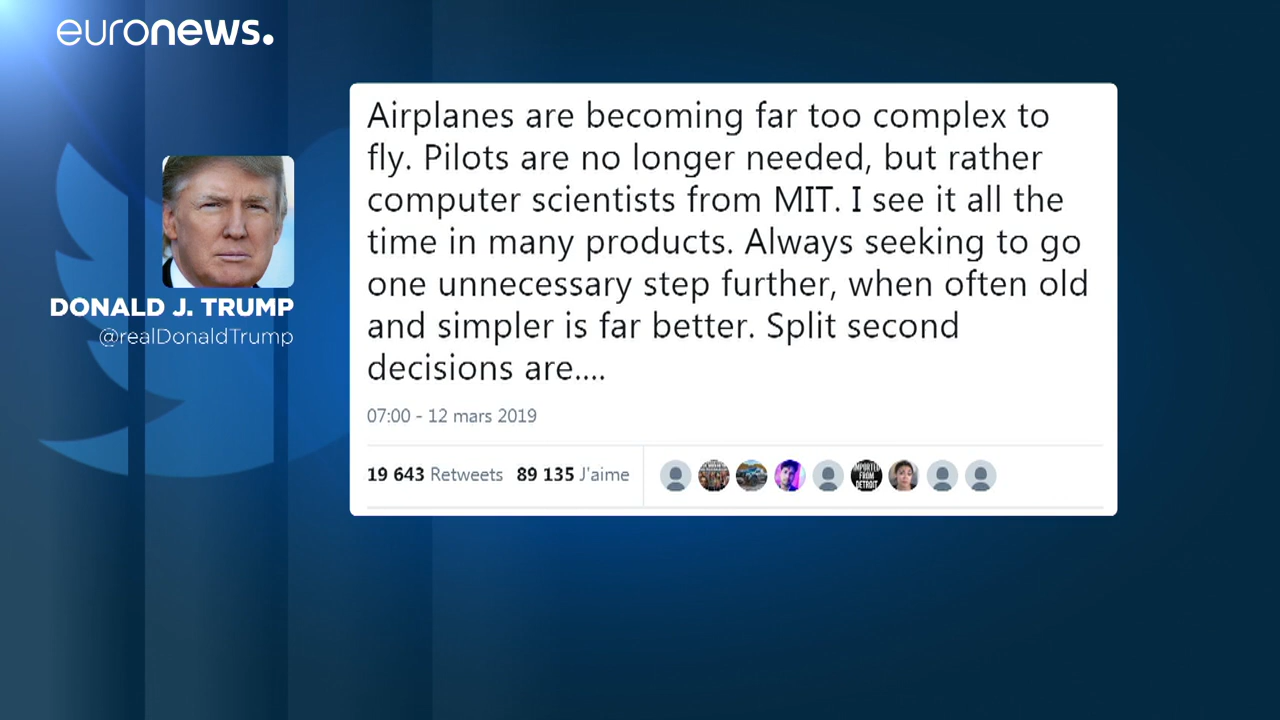 euronews.
DONALD J. TRUMP
@realDonaldTrump
Airplanes are becoming far too complex to
fly. Pilots are no longer needed, but rather
computer scientists from MIT. I see it all the
time in many products. Always seeking to go
one unnecessary step further, when often old
and simpler is far better. Split second
decisions are....
07:00 - 12 mars 2019
19 643 Retweets 89 135 J'aime
IMPORTED
FROM
DETROIT